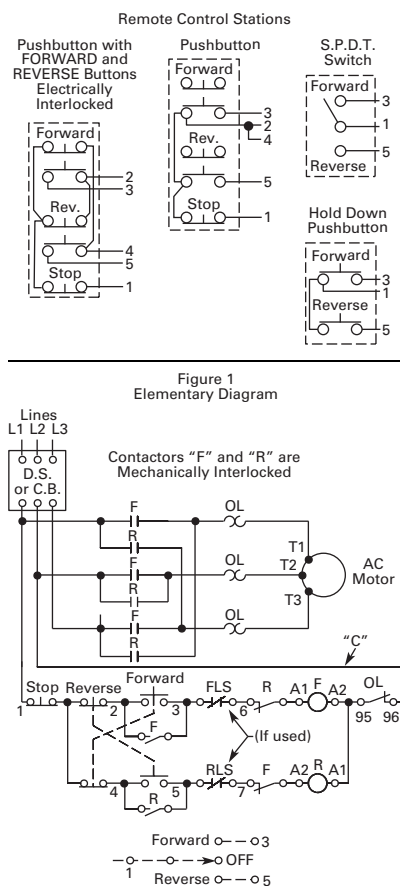 Remote Control Stations
Pushbutton with
FORWARD and
REVERSE Buttons
Electrically
Interlocked
Forward
2
3
Rev.
4
5
Stop
1
Pushbutton
Forward
3
2
4
Rev.
5
Stop
1
S.P.D.T.
Switch
Forward
3
1
5
Reverse
Hold Down
Pushbutton
Forward
3
1
Reverse
5
Figure 1
Elementary Diagram
Lines
L1 L2 L3
D.S.
or C.B.
Contactors "F" and "R" are
Mechanically Interlocked
F OL
R T1
F OL T2 AC
R Motor
F OL T3
R
"C"
Stop Reverse Forward FLS R A1 F A2 OL
1 2 3 6 95 96
F (If used)
RLS F A2 R A1
4 5 7
R
Forward 3
1 OFF
Reverse 5